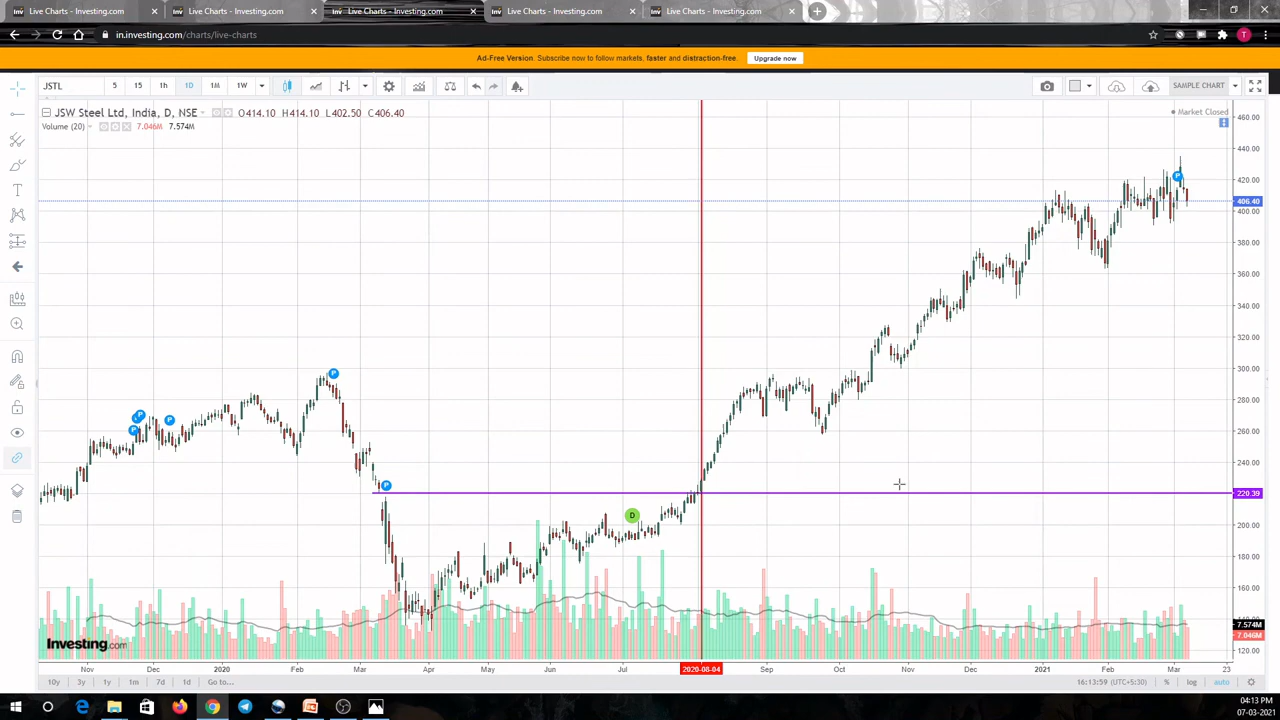 Live Charts - Investing.com
Live Charts - Investing.com
Live Charts - Investing.com
Live Charts - Investing.com
Live Charts - Investing.com
in.investing.com/charts/live-charts
T
Ad-Free Version. Subscribe now to follow markets, faster and distraction-free.
Upgrade now
JSTL 5 15 1h 1D 1M 1W SAMPLE CHART
JSW Steel Ltd, India, D, NSE O414.10 H414.10 L402.50 C406.40
Market Closed
Volume (20) 7.046M 7.574M
460.00
440.00
420.00
406.40
400.00
380.00
360.00
340.00
320.00
300.00
280.00
260.00
240.00
220.39
200.00
180.00
160.00
7.574M
7.046M
120.00
P
P
P
P
P
P
D
Investing.com
Nov Dec 2020 Feb Mar Apr May Jun Jul 2020-08-04 Sep Oct Nov Dec 2021 Feb Mar 23
10y 3y 1y 1m 7d 1d Go to...
16:13:59 (UTC+5:30) % log auto
04:13 PM
07-03-2021